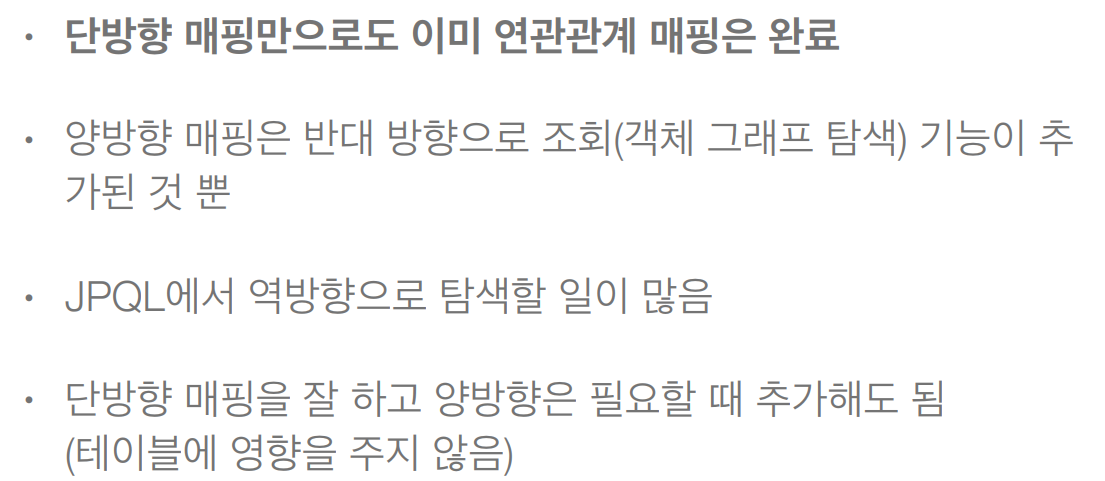 • 단방향 매핑만으로도 이미 연관관계 매핑은 완료
• 양방향 매핑은 반대 방향으로 조회(객체 그래프 탐색) 기능이 추
가된 것 뿐
• JPQL에서 역방향으로 탐색할 일이 많음
• 단방향 매핑을 잘 하고 양방향은 필요할 때 추가해도 됨
(테이블에 영향을 주지 않음)